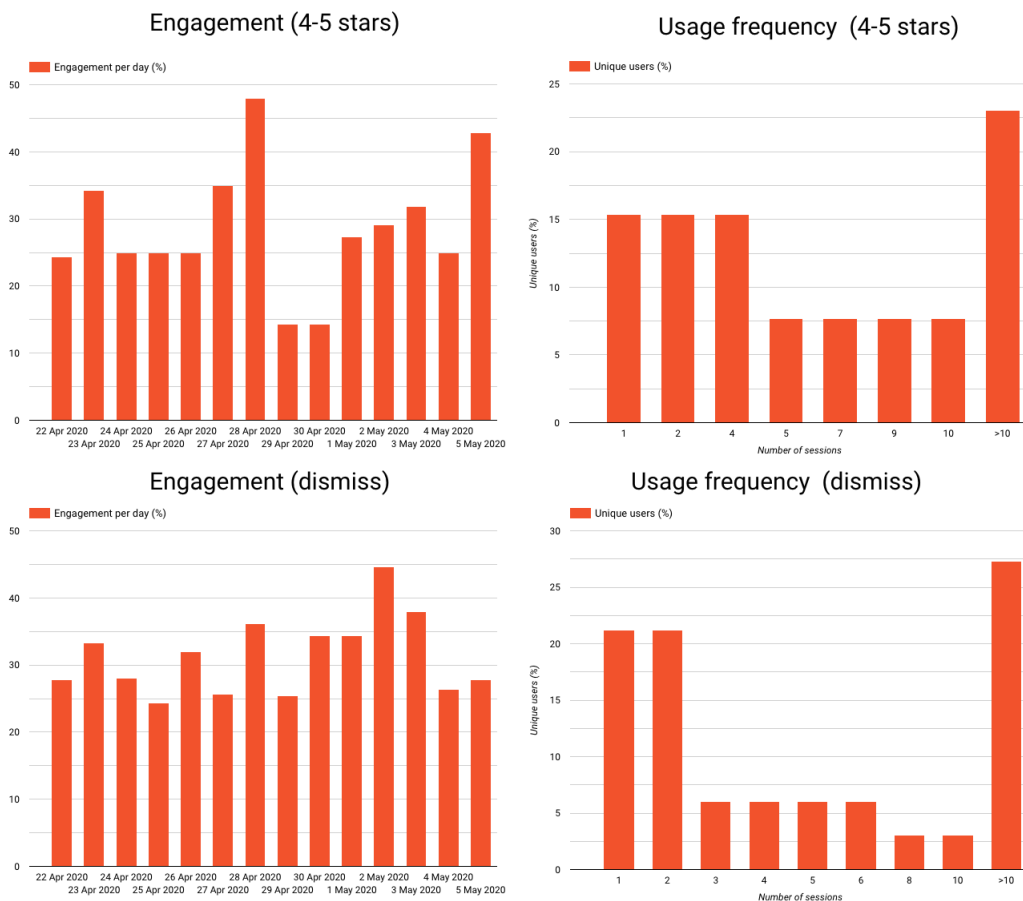 Engagement (4-5 stars)
Engagement per day (%)
50
40
30
20
10
0
22 Apr 2020 24 Apr 2020 26 Apr 2020 28 Apr 2020 30 Apr 2020 2 May 2020 4 May 2020
23 Apr 2020 25 Apr 2020 27 Apr 2020 29 Apr 2020 1 May 2020 3 May 2020 5 May 2020
Usage frequency (4-5 stars)
Unique users (%)
25
20
15
10
5
0
Unique users (%)
1 2 4 5 7 9 10 >10
Number of sessions
Engagement (dismiss)
Engagement per day (%)
50
40
30
20
10
0
22 Apr 2020 24 Apr 2020 26 Apr 2020 28 Apr 2020 30 Apr 2020 2 May 2020 4 May 2020
23 Apr 2020 25 Apr 2020 27 Apr 2020 29 Apr 2020 1 May 2020 3 May 2020 5 May 2020
Usage frequency (dismiss)
Unique users (%)
30
25
20
15
10
5
0
Unique users (%)
1 2 3 4 5 6 8 10 >10
Number of sessions